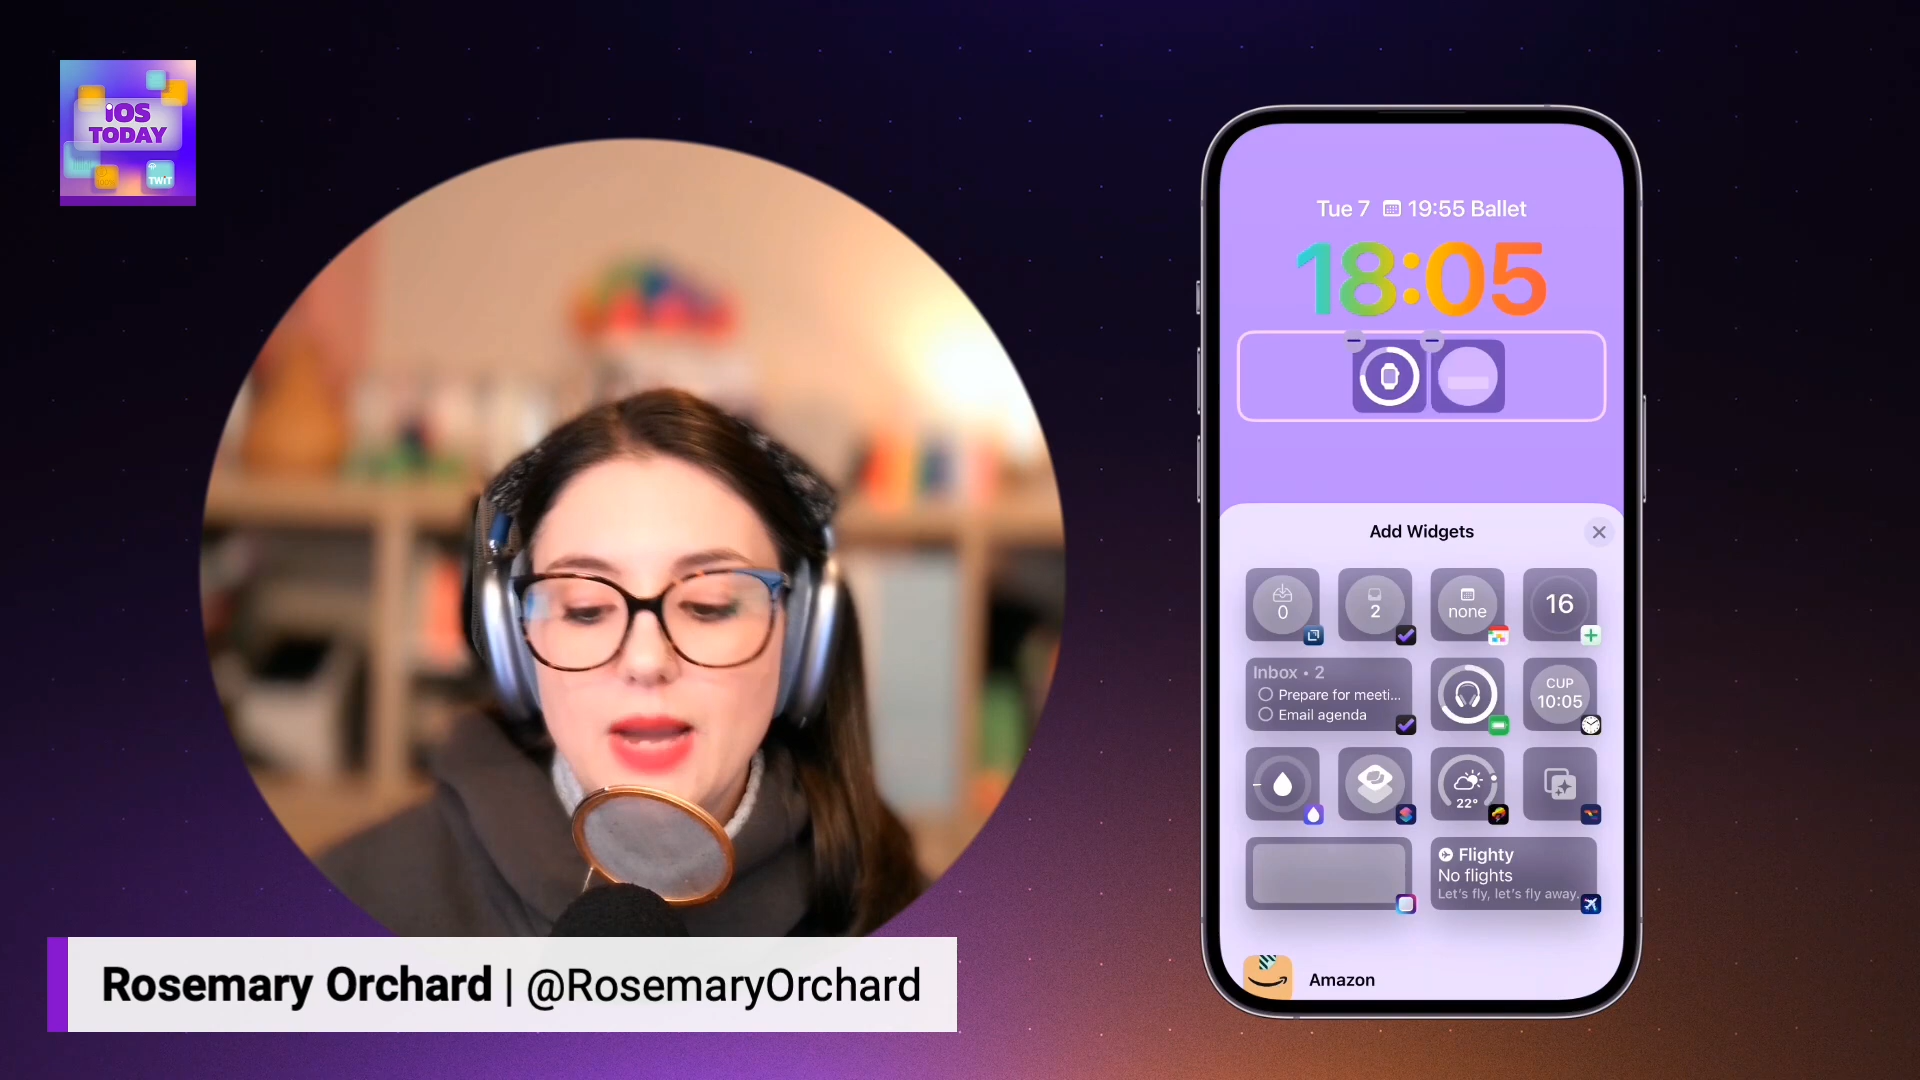 iOS
TODAY
TWiT
Tue 7 19:55 Ballet
18:05
Add Widgets
0
2
none
16
Inbox • 2
Prepare for meeti...
Email agenda
CUP
10:05
22°
Flighty
No flights
Let's fly, let's fly away.
Amazon
Rosemary Orchard | @RosemaryOrchard